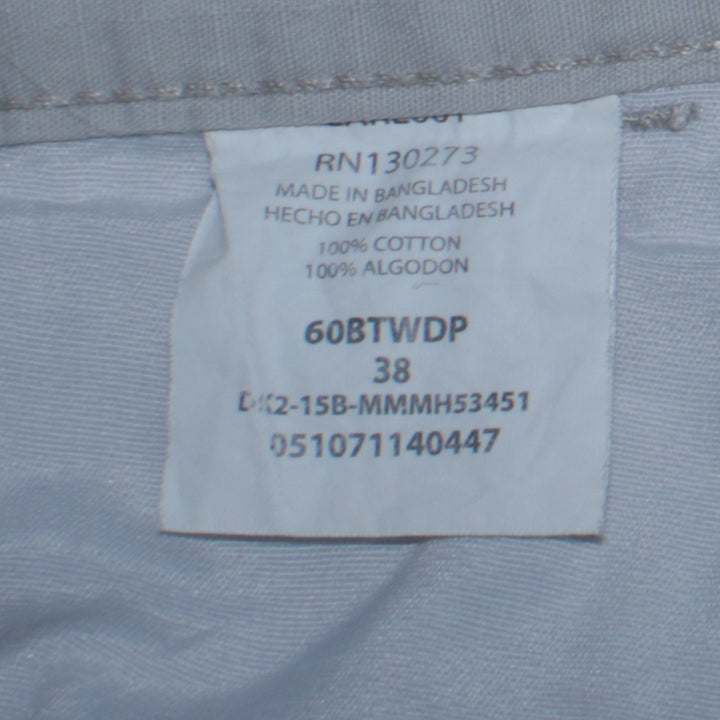 RN130273
MADE IN BANGLADESH
HECHO EN BANGLADESH
100% COTTON
100% ALGODON
60BTWDP
38
DK2-15B-MMMH53451
051071140447